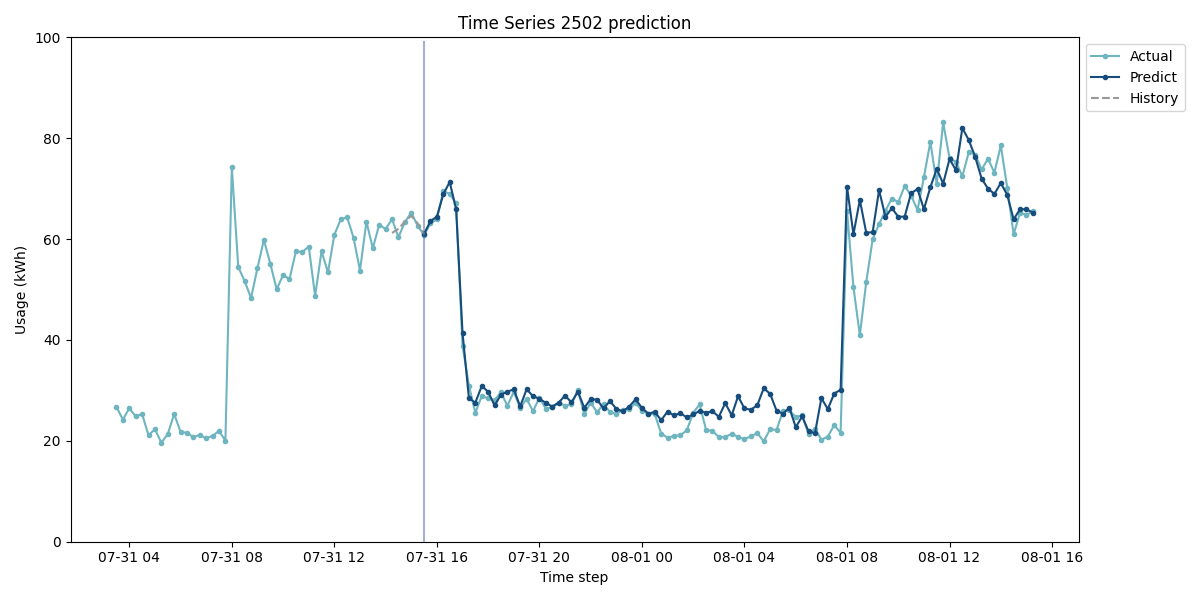 Time Series 2502 prediction
Usage (kWh)
100
80
60
40
20
0
07-31 04
07-31 08
07-31 12
07-31 16
07-31 20
08-01 00
08-01 04
08-01 08
08-01 12
08-01 16
Time step
Actual
Predict
History